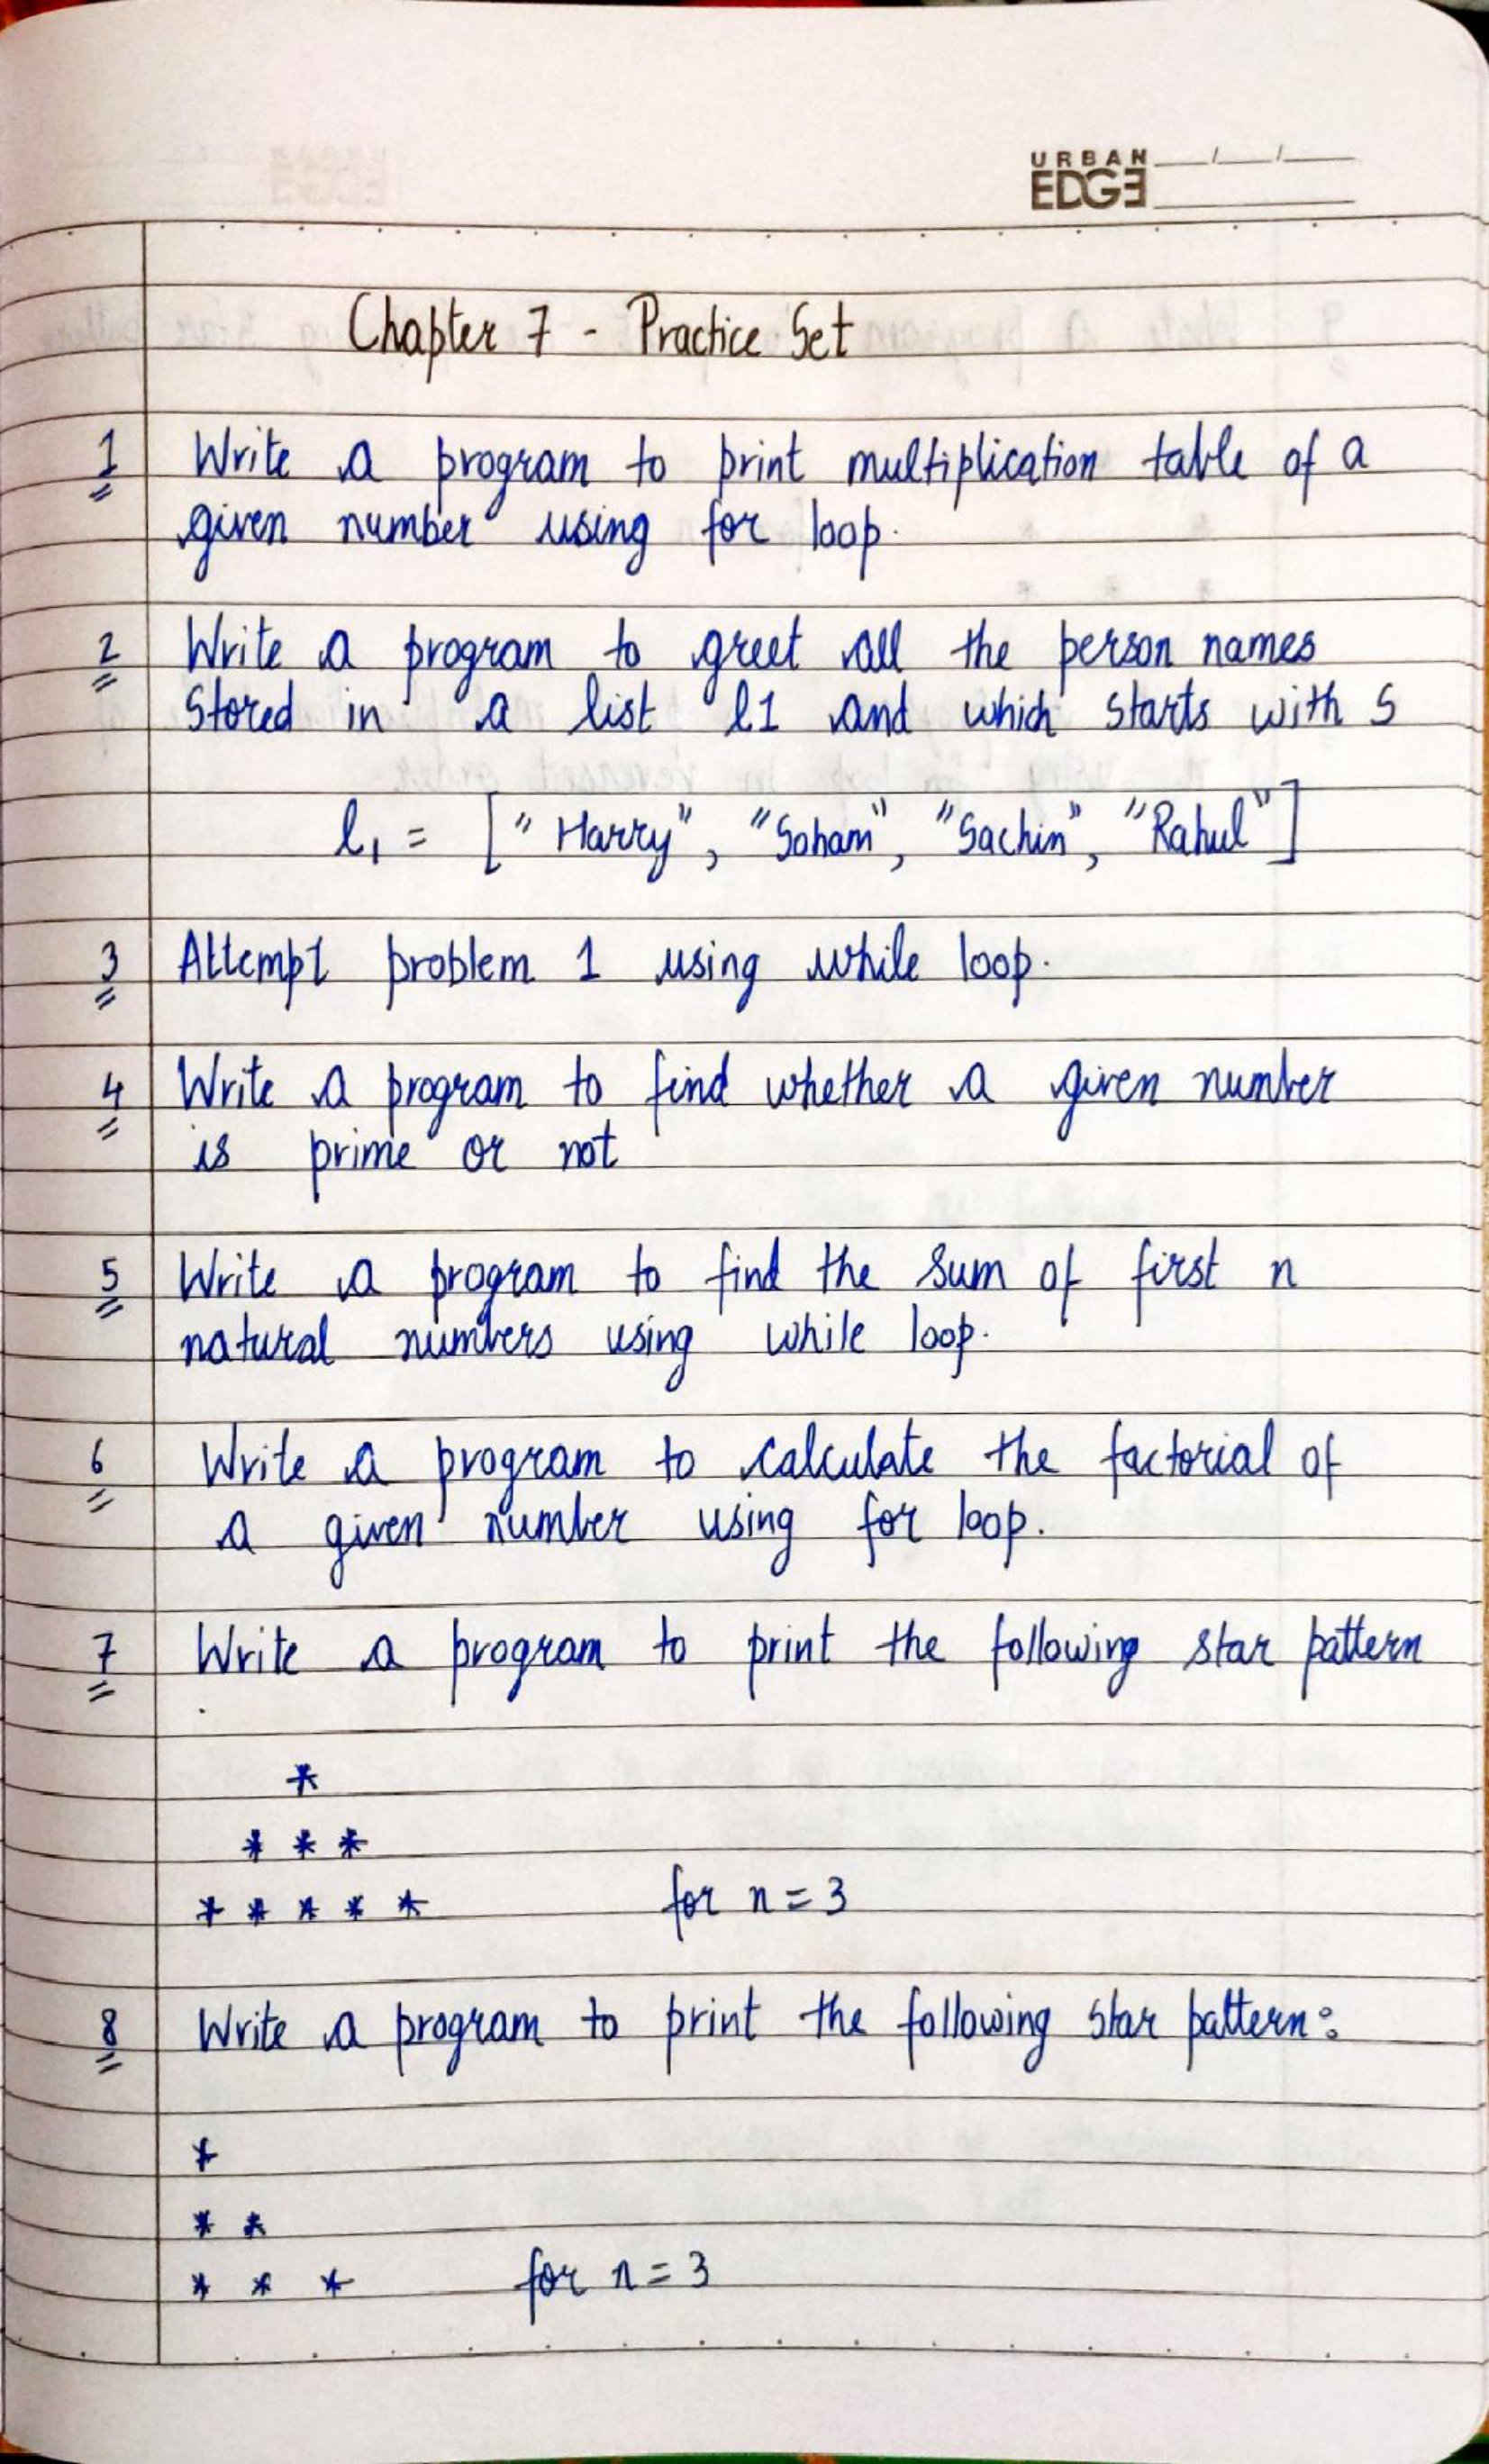 URBAN
EDGE
Chapter 7 - Practice Set
1 Write a program to print multiplication table of a
given number using for loop.
2 Write a program to greet all the person names
Stored in a list l1 and which starts with S
l1 = ["Harry", "Soham", "Sachin", "Rahul"]
3 Attempt problem 1 using while loop.
4 Write a program to find whether a given number
is prime or not
5 Write a program to find the sum of first n
natural numbers using while loop.
6 Write a program to calculate the factorial of
a given number using for loop.
7 Write a program to print the following star pattern
*
* * *
* * * * * for n = 3
8 Write a program to print the following star pattern:
*
* *
* * * for n = 3